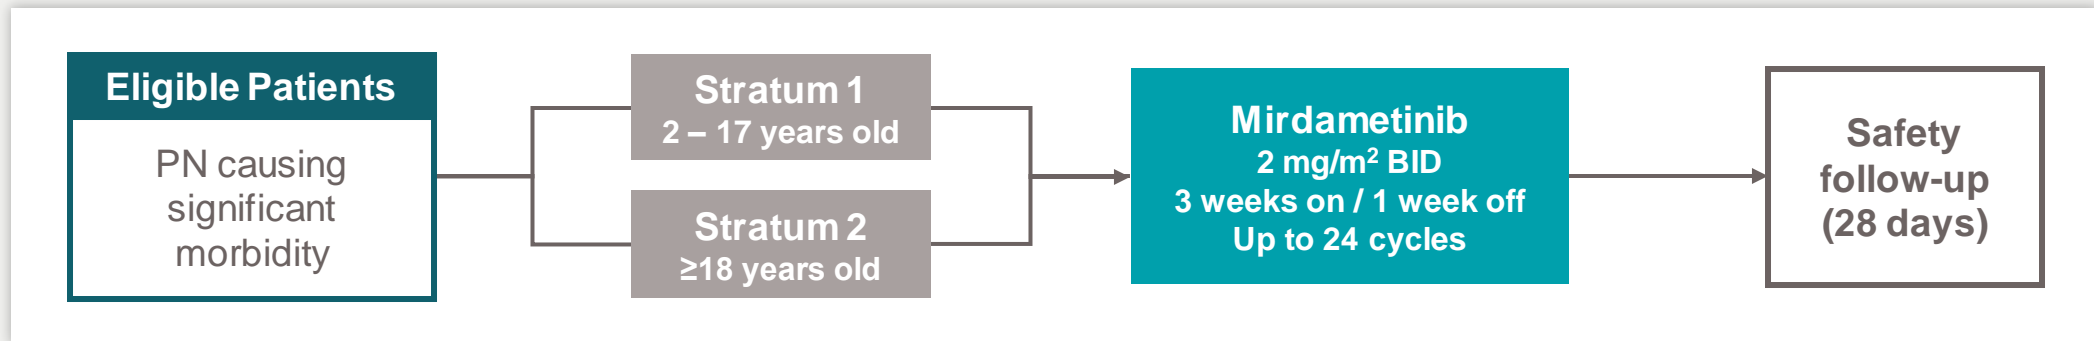 Eligible Patients
PN causing
significant
morbidity
Stratum 1
2 – 17 years old
Stratum 2
≥18 years old
Mirdametinib
2 mg/m² BID
3 weeks on / 1 week off
Up to 24 cycles
Safety
follow-up
(28 days)